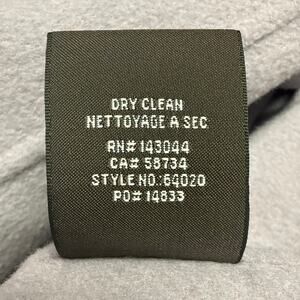 DRY CLEAN
NETTOYAGE A SEC
RN# 143044
CA# 58734
STYLE NO.:64020
PO# 14833